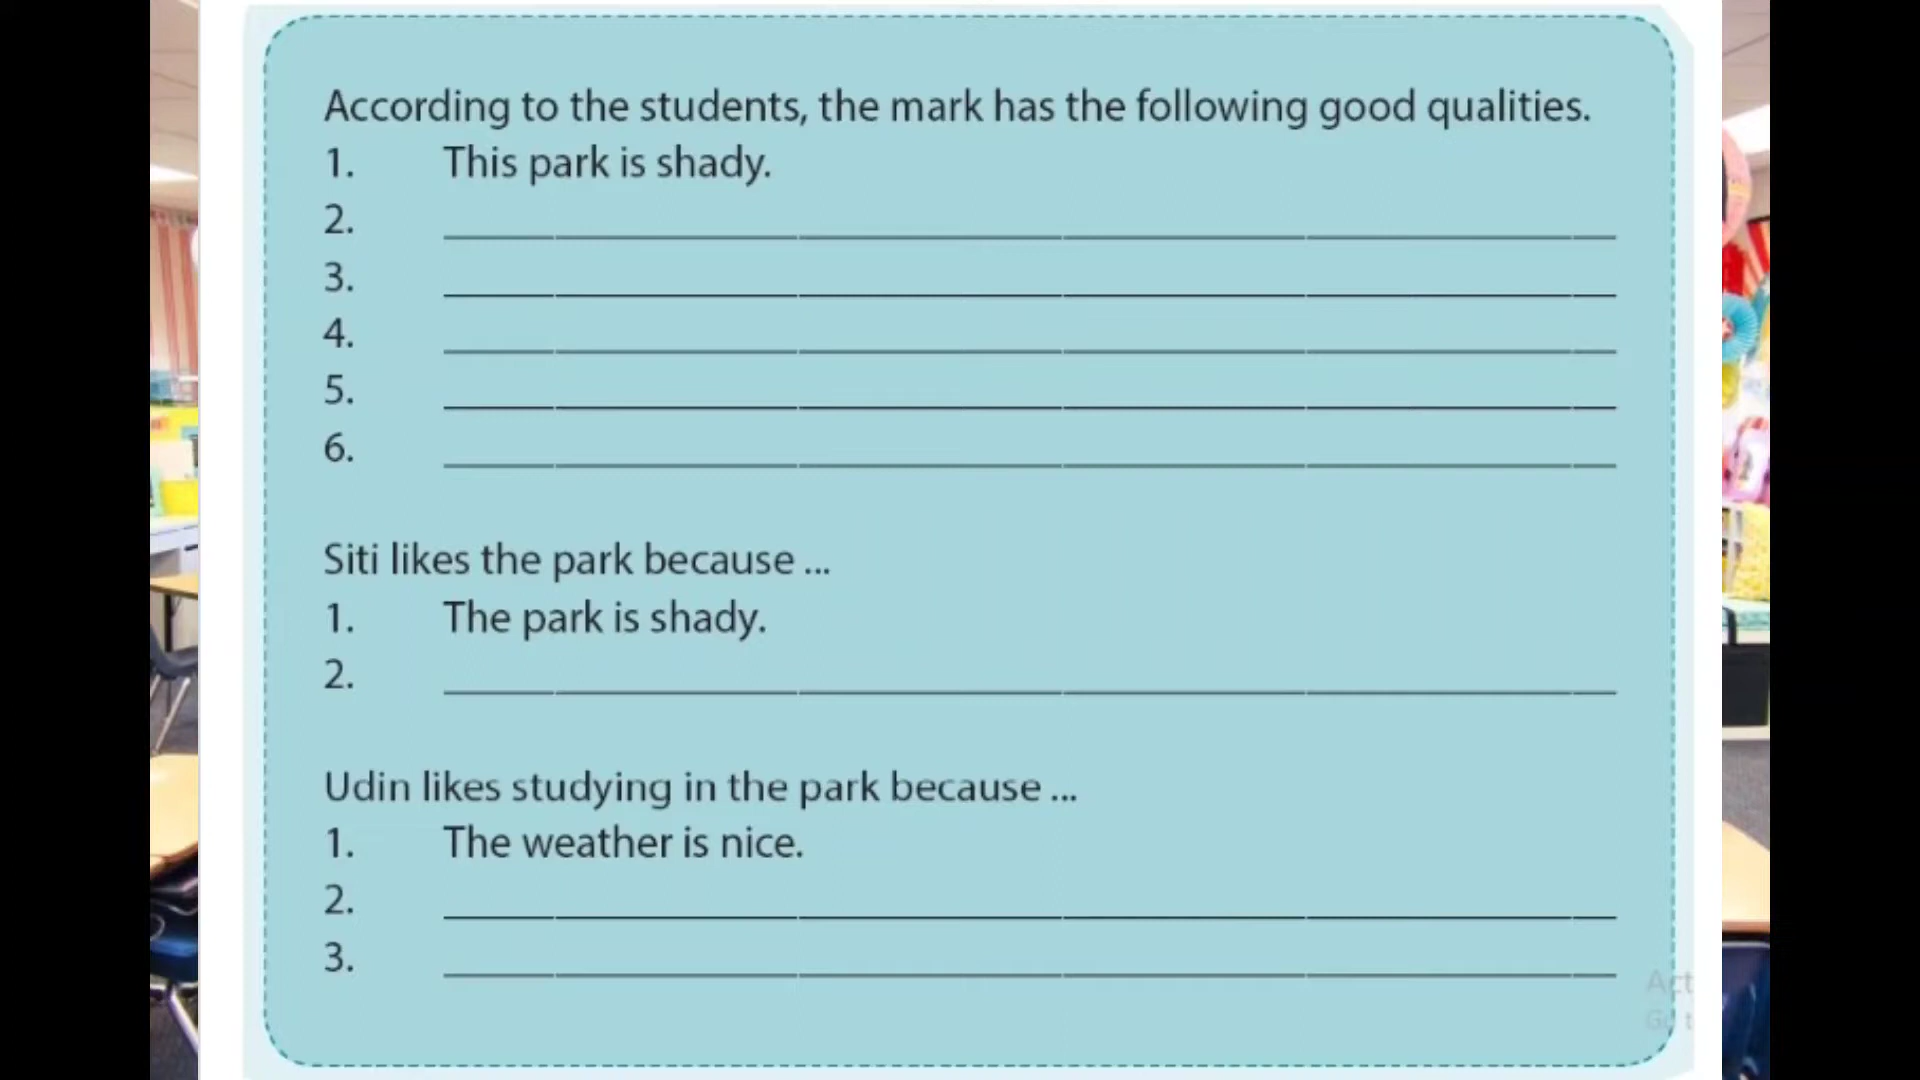 According to the students, the mark has the following good qualities.
1. This park is shady.
2.
3.
4.
5.
6.
Siti likes the park because ...
1. The park is shady.
2.
Udin likes studying in the park because ...
1. The weather is nice.
2.
3.